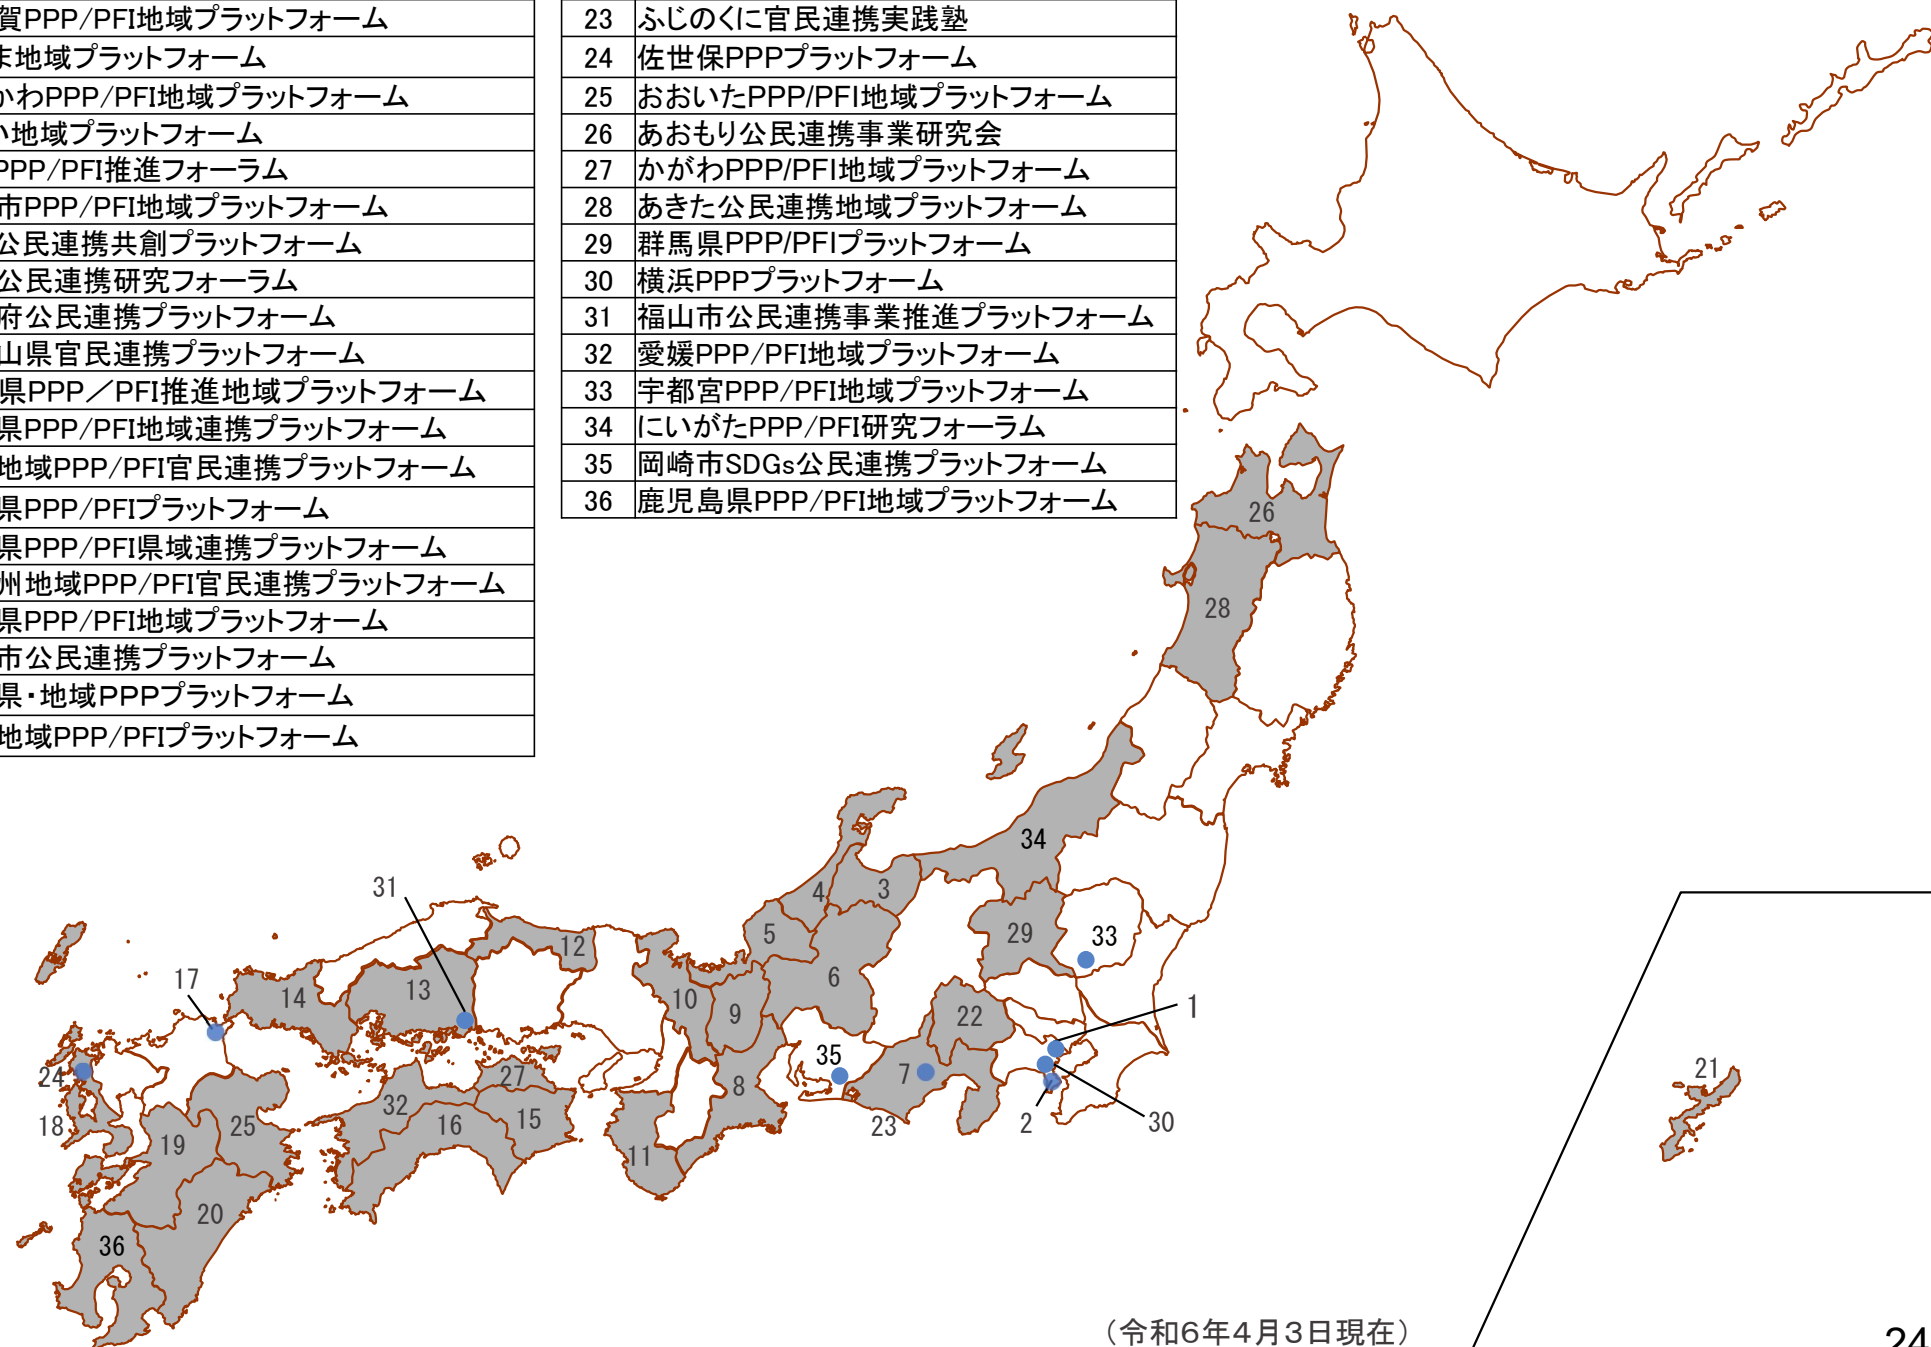 賀PPP/PFI地域プラットフォーム
ま地域プラットフォーム
かわPPP/PFI地域プラットフォーム
い地域プラットフォーム
PPP/PFI推進フォーラム
市PPP/PFI地域プラットフォーム
公民連携共創プラットフォーム
公民連携研究フォーラム
府公民連携プラットフォーム
山県官民連携プラットフォーム
県PPP／PFI推進地域プラットフォーム
県PPP/PFI地域連携プラットフォーム
地域PPP/PFI官民連携プラットフォーム
県PPP/PFIプラットフォーム
県PPP/PFI県域連携プラットフォーム
州地域PPP/PFI官民連携プラットフォーム
県PPP/PFI地域プラットフォーム
市公民連携プラットフォーム
県・地域PPPプラットフォーム
地域PPP/PFIプラットフォーム
23 ふじのくに官民連携実践塾
24 佐世保PPPプラットフォーム
25 おおいたPPP/PFI地域プラットフォーム
26 あおもり公民連携事業研究会
27 かがわPPP/PFI地域プラットフォーム
28 あきた公民連携地域プラットフォーム
29 群馬県PPP/PFIプラットフォーム
30 横浜PPPプラットフォーム
31 福山市公民連携事業推進プラットフォーム
32 愛媛PPP/PFI地域プラットフォーム
33 宇都宮PPP/PFI地域プラットフォーム
34 にいがたPPP/PFI研究フォーラム
35 岡崎市SDGs公民連携プラットフォーム
36 鹿児島県PPP/PFI地域プラットフォーム
26
28
34
31
4
3
5
12
29
33
17
14
13
10
9
6
22
1
24
35
7
21
27
8
32
18
19
25
16
15
23
2
30
11
20
36
（令和6年4月3日現在）
24